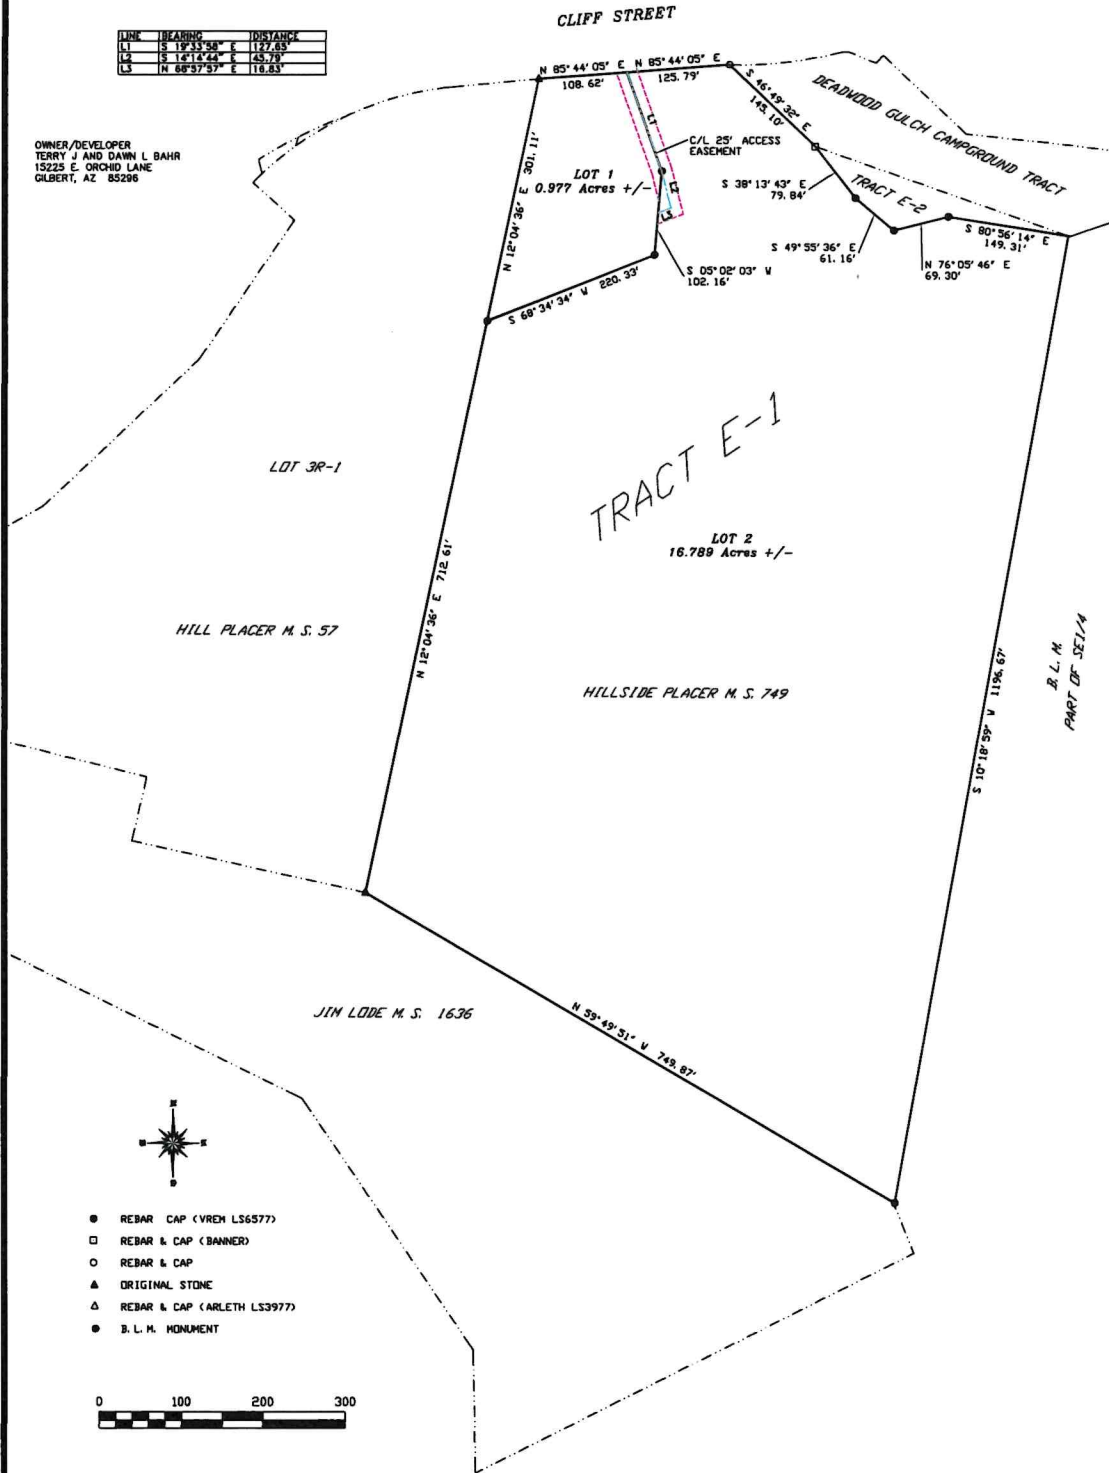 CLIFF STREET
LINE BEARING DISTANCE
L1 S 19°33'58" E 127.65'
L2 S 14°14'44" E 45.79'
L3 N 68°57'57" E 16.83'
OWNER/DEVELOPER
TERRY J AND DAWN L BAHR
15225 E. ORCHID LANE
GILBERT, AZ 85296
N 85°44'05" E
108.62'
N 85°44'05" E
125.79'
S 46°49'32" E
145.10'
DEADWOOD GULCH CAMPGROUND TRACT
L1
C/L 25' ACCESS
EASEMENT
LOT 1
0.977 Acres +/-
L2
L3
N 12°04'36" E 301.11'
S 38°13'43" E
79.84'
TRACT E-2
S 80°56'14" E
149.31'
S 49°55'36" E
61.16'
N 76°05'46" E
69.30'
S 05°02'03" W
102.16'
S 68°34'34" W 220.33'
TRACT E-1
LOT 3R-1
LOT 2
16.789 Acres +/-
N 12°04'36" E 712.61'
HILL PLACER M.S. 57
HILLSIDE PLACER M.S. 749
S 10°18'59" W 1196.67'
B.L.M.
PART OF SE1/4
JIM LODE M.S. 1636
N 59°49'51" W 749.87'
REBAR CAP (VREM LS6577)
REBAR & CAP (BANNER)
REBAR & CAP
ORIGINAL STONE
REBAR & CAP (ARLETH LS3977)
B.L.M. MONUMENT
0 100 200 300